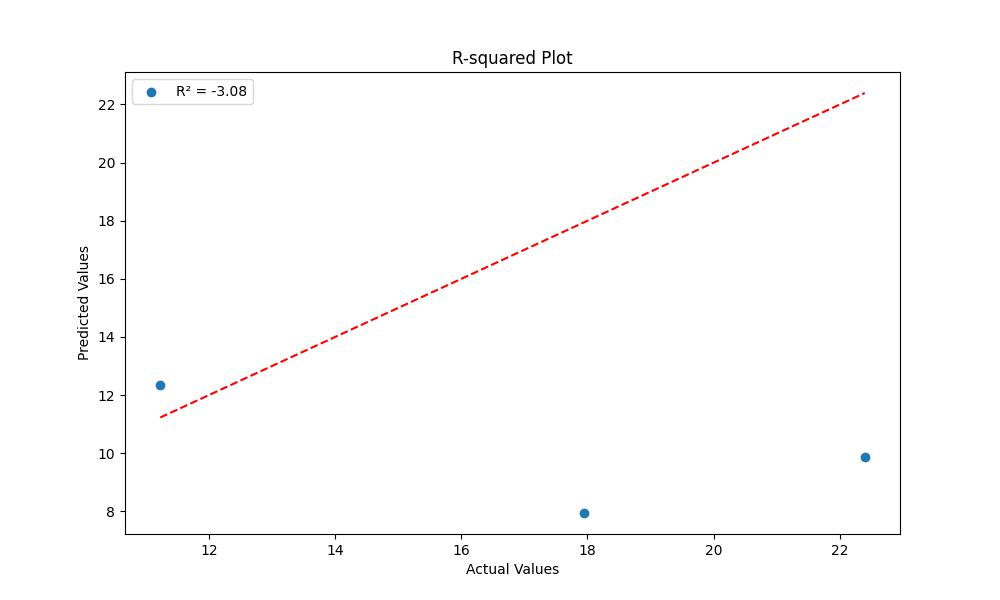 R-squared Plot
R² = -3.08
22
20
18
16
14
12
10
8
Predicted Values
12 14 16 18 20 22
Actual Values